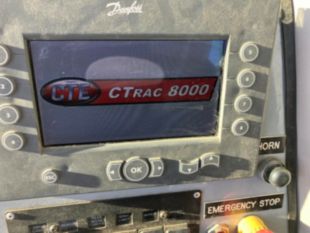 Danfoss
CTE CTRAC 8000
OK
ESC
HORN
EMERGENCY STOP